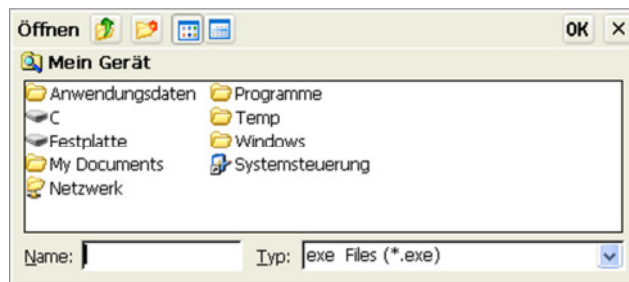 Öffnen OK
Mein Gerät
Anwendungsdaten Programme
C Temp
Festplatte Windows
My Documents Systemsteuerung
Netzwerk
Name: Typ: exe Files (*.exe)